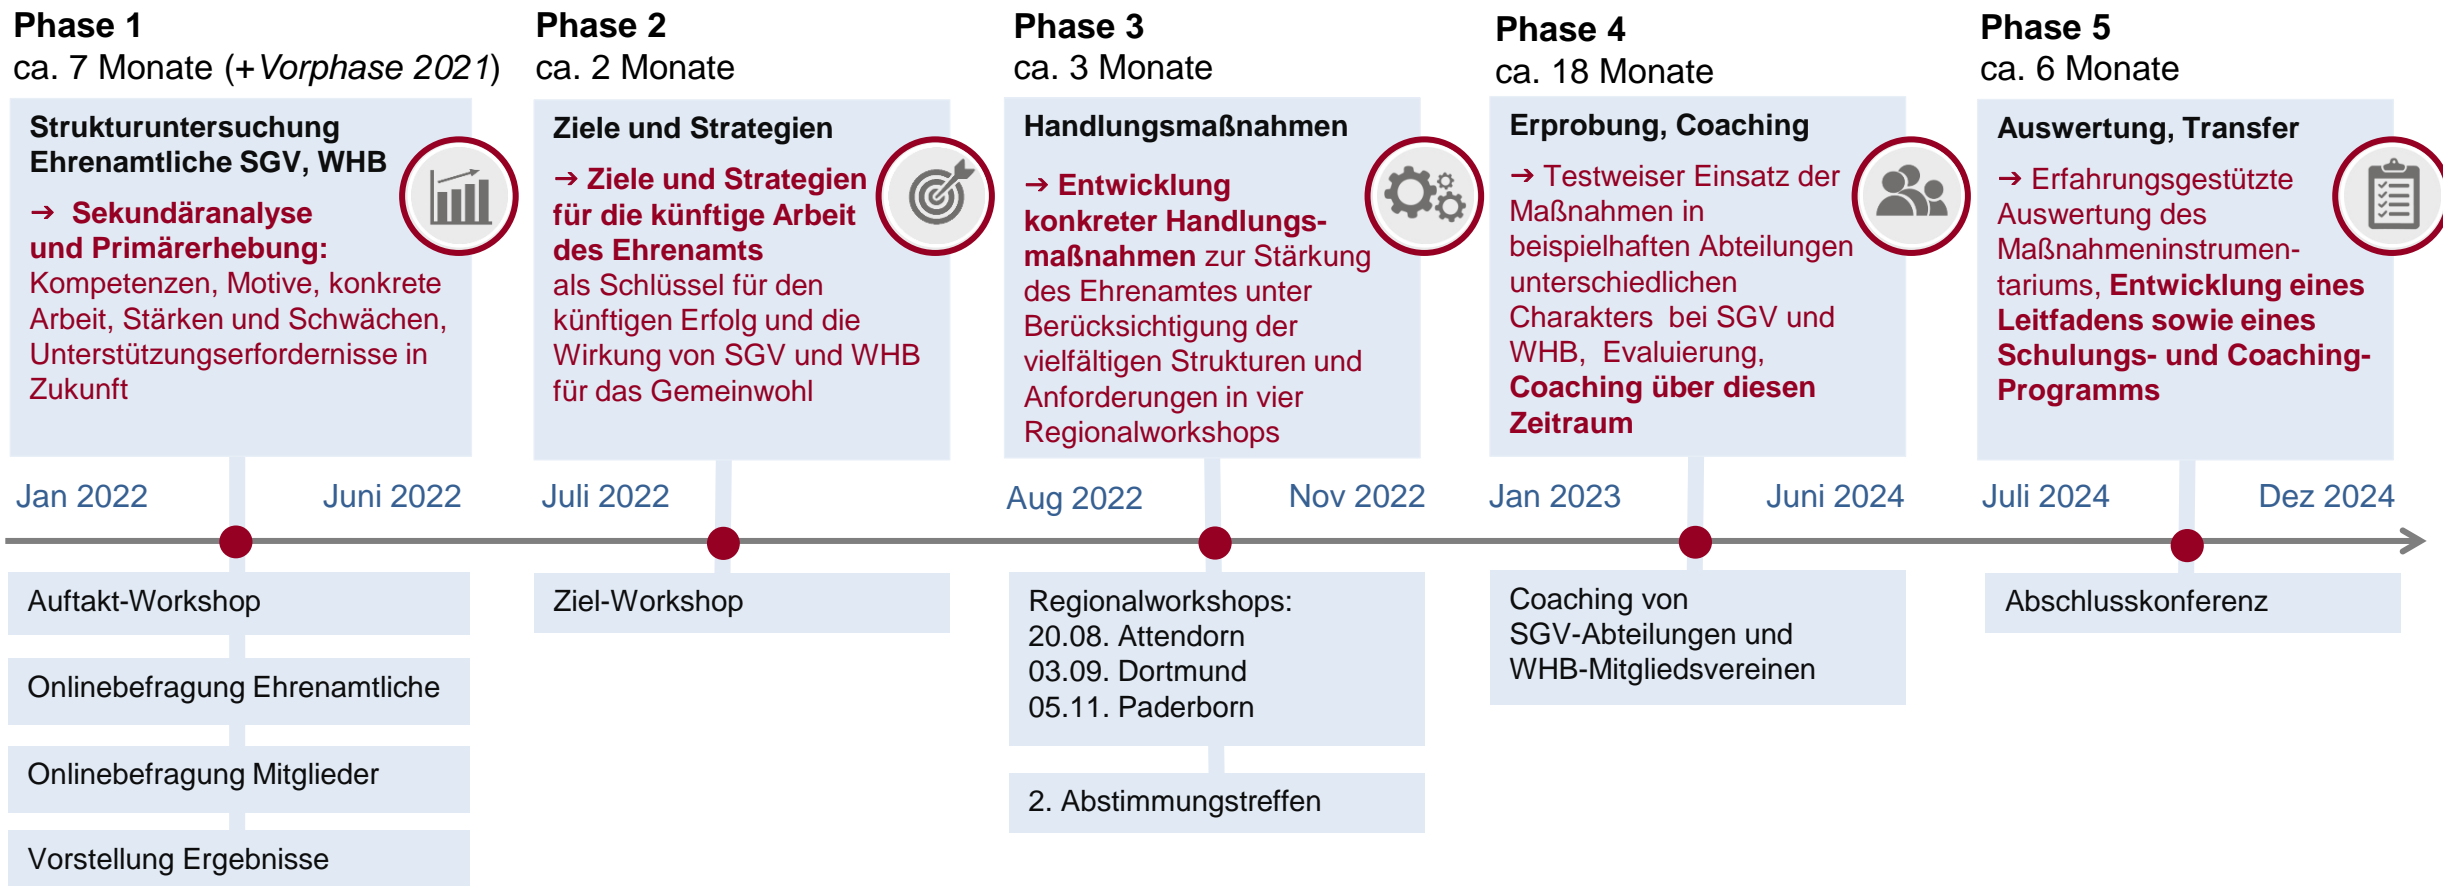 Phase 1
ca. 7 Monate (+Vorphase 2021)
Strukturuntersuchung
Ehrenamtliche SGV, WHB
→ Sekundäranalyse
und Primärerhebung:
Kompetenzen, Motive, konkrete
Arbeit, Stärken und Schwächen,
Unterstützungserfordernisse in
Zukunft
Jan 2022
Juni 2022
Auftakt-Workshop
Onlinebefragung Ehrenamtliche
Onlinebefragung Mitglieder
Vorstellung Ergebnisse
Phase 2
ca. 2 Monate
Ziele und Strategien
→ Ziele und Strategien
für die künftige Arbeit
des Ehrenamts
als Schlüssel für den
künftigen Erfolg und die
Wirkung von SGV und WHB
für das Gemeinwohl
Juli 2022
Ziel-Workshop
Phase 3
ca. 3 Monate
Handlungsmaßnahmen
→ Entwicklung
konkreter Handlungs-
maßnahmen zur Stärkung
des Ehrenamtes unter
Berücksichtigung der
vielfältigen Strukturen und
Anforderungen in vier
Regionalworkshops
Aug 2022
Nov 2022
Regionalworkshops:
20.08. Attendorn
03.09. Dortmund
05.11. Paderborn
2. Abstimmungstreffen
Phase 4
ca. 18 Monate
Erprobung, Coaching
→ Testweiser Einsatz der
Maßnahmen in
beispielhaften Abteilungen
unterschiedlichen
Charakters bei SGV und
WHB, Evaluierung,
Coaching über diesen
Zeitraum
Jan 2023
Juni 2024
Coaching von
SGV-Abteilungen und
WHB-Mitgliedsvereinen
Phase 5
ca. 6 Monate
Auswertung, Transfer
→ Erfahrungsgestützte
Auswertung des
Maßnahmeninstrumen-
tariums, Entwicklung eines
Leitfadens sowie eines
Schulungs- und Coaching-
Programms
Juli 2024
Dez 2024
Abschlusskonferenz